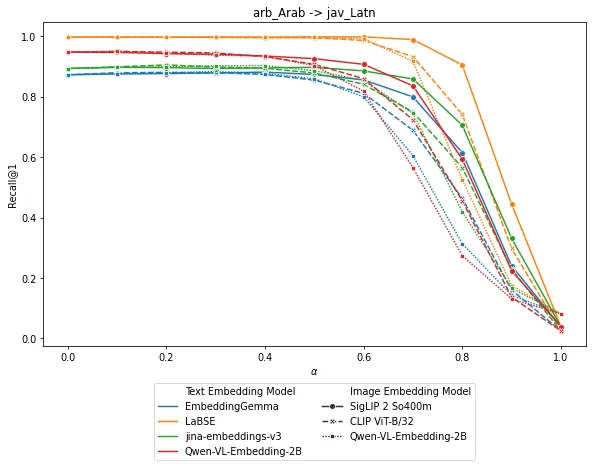 arb_Arab -> jav_Latn
1.0
0.8
0.6
0.4
0.2
0.0
Recall@1
0.0 0.2 0.4 0.6 0.8 1.0
α
Text Embedding Model
EmbeddingGemma
LaBSE
jina-embeddings-v3
Qwen-VL-Embedding-2B
Image Embedding Model
SigLIP 2 So400m
CLIP ViT-B/32
Qwen-VL-Embedding-2B